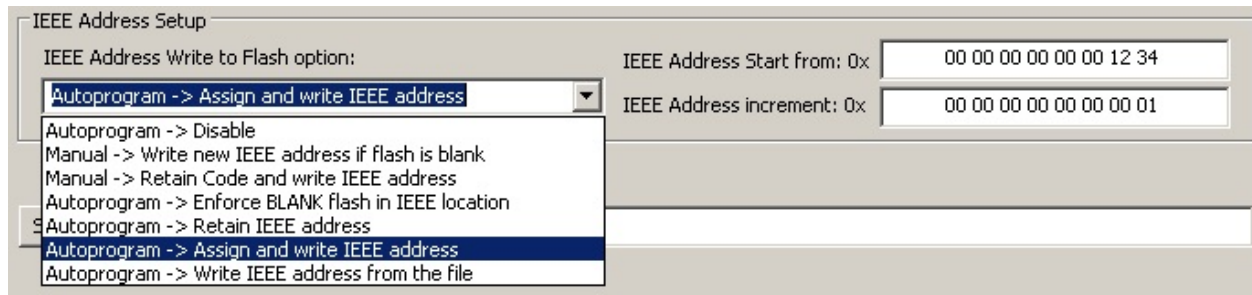 IEEE Address Setup
IEEE Address Write to Flash option:
Autoprogram -> Assign and write IEEE address
IEEE Address Start from: 0x 00 00 00 00 00 00 12 34
IEEE Address increment: 0x 00 00 00 00 00 00 00 01
Autoprogram -> Disable
Manual -> Write new IEEE address if flash is blank
Manual -> Retain Code and write IEEE address
Autoprogram -> Enforce BLANK flash in IEEE location
Autoprogram -> Retain IEEE address
Autoprogram -> Assign and write IEEE address
Autoprogram -> Write IEEE address from the file